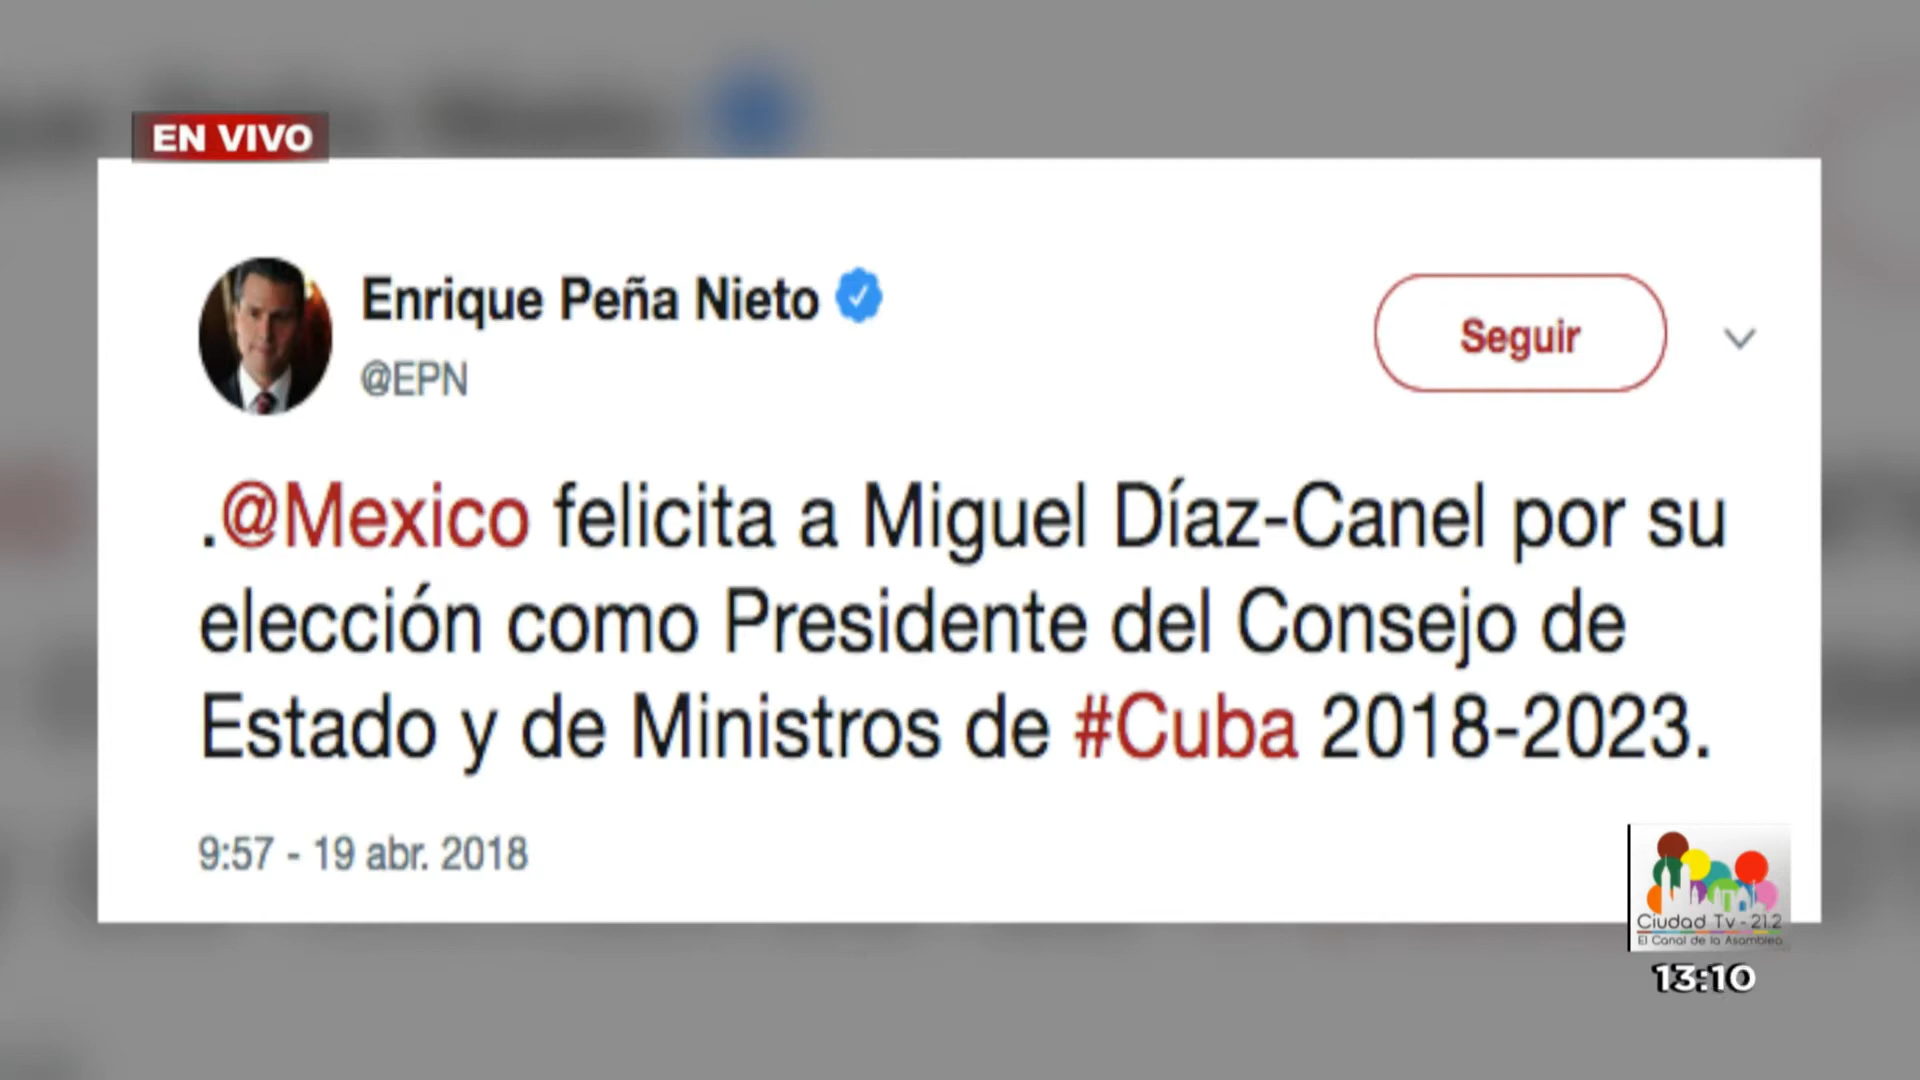 EN VIVO
Enrique Peña Nieto
@EPN
Seguir
.@Mexico felicita a Miguel Díaz-Canel por su
elección como Presidente del Consejo de
Estado y de Ministros de #Cuba 2018-2023.
9:57 - 19 abr. 2018
Ciudad Tv - 21.2
El Canal de la Asamblea
13:10